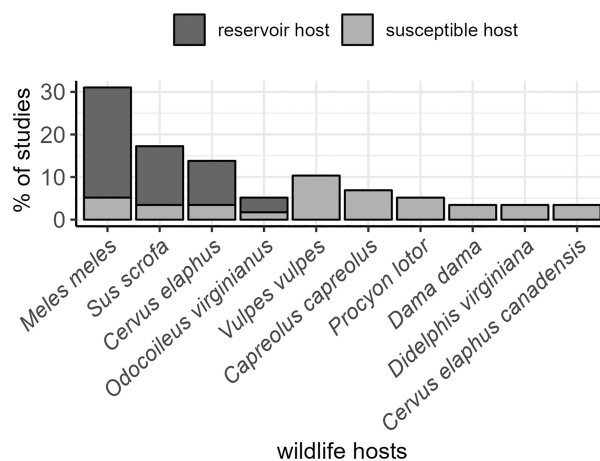 reservoir host
susceptible host
% of studies
30
20
10
0
Meles meles
Sus scrofa
Cervus elaphus
Odocoileus virginianus
Vulpes vulpes
Capreolus capreolus
Procyon lotor
Dama dama
Didelphis virginiana
Cervus elaphus canadensis
wildlife hosts